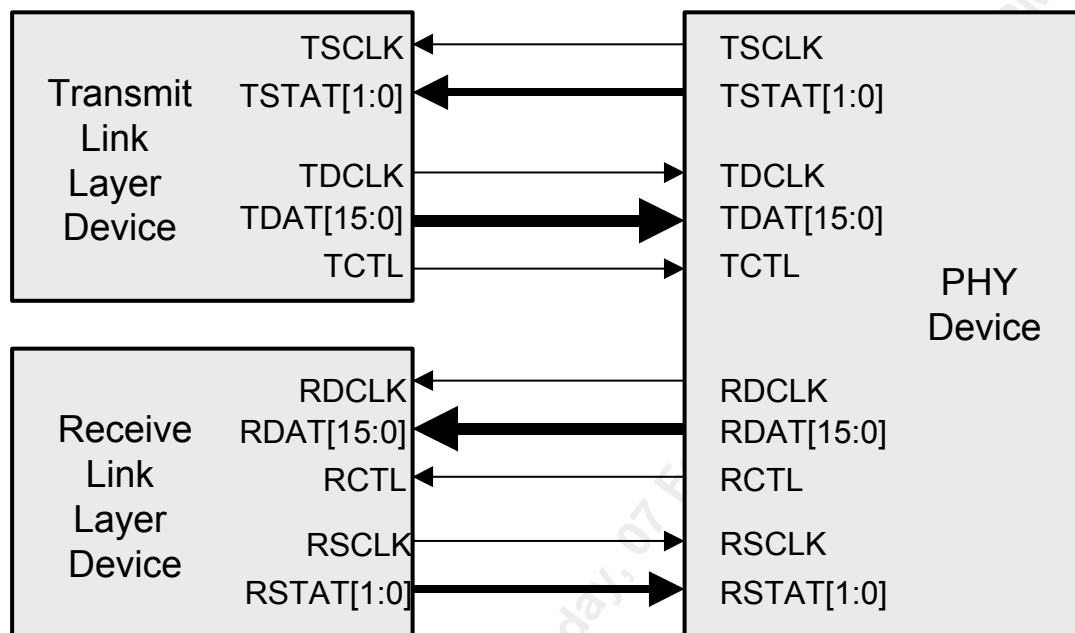 Transmit
Link
Layer
Device
TSCLK
TSTAT[1:0]
TDCLK
TDAT[15:0]
TCTL
TSCLK
TSTAT[1:0]
TDCLK
TDAT[15:0]
TCTL
PHY
Device
Receive
Link
Layer
Device
RDCLK
RDAT[15:0]
RCTL
RSCLK
RSTAT[1:0]
RDCLK
RDAT[15:0]
RCTL
RSCLK
RSTAT[1:0]
day, 07 F